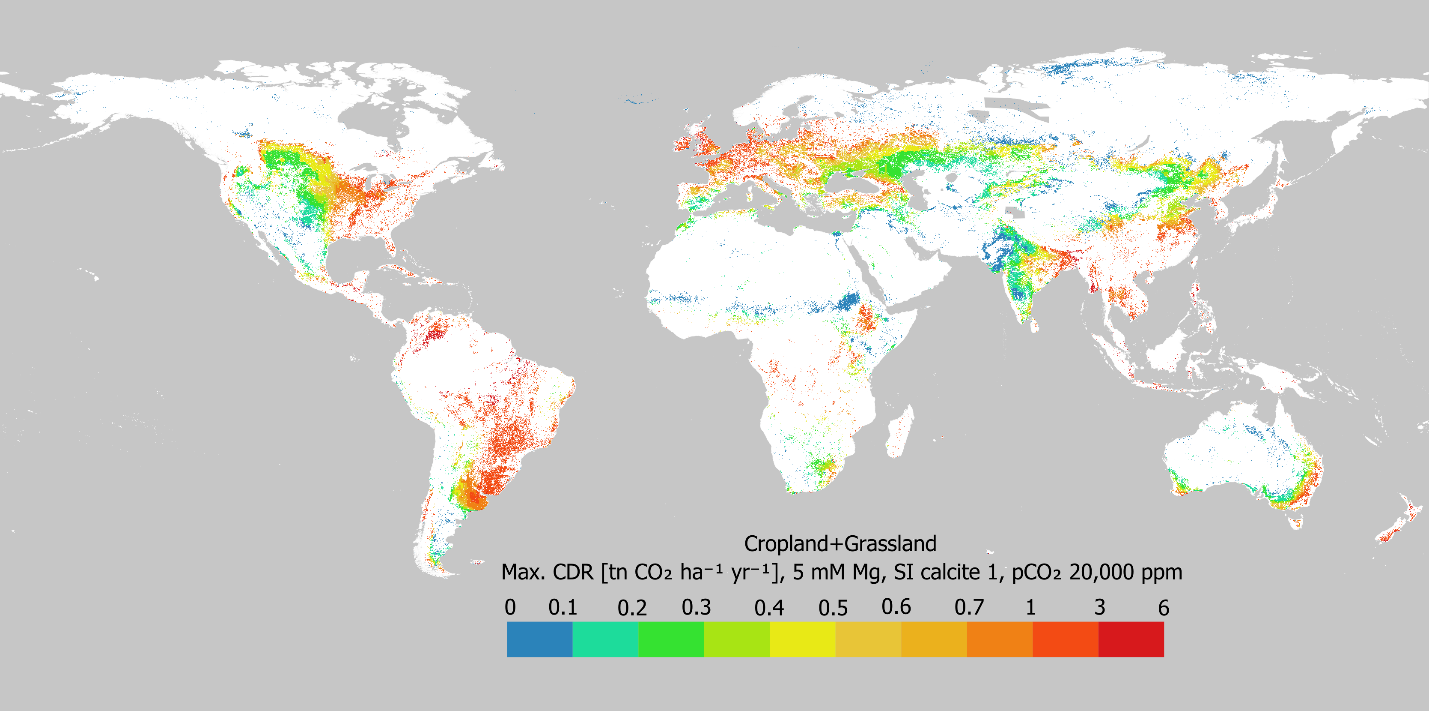 Cropland+Grassland
Max. CDR [tn CO₂ ha⁻¹ yr⁻¹], 5 mM Mg, SI calcite 1, pCO₂ 20,000 ppm
0 0.1 0.2 0.3 0.4 0.5 0.6 0.7 1 3 6